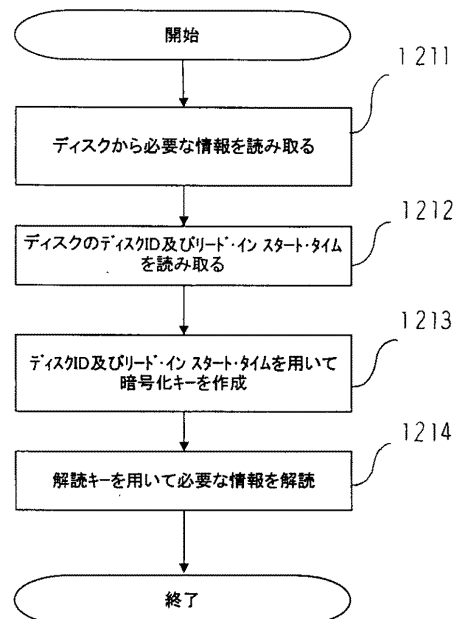 開始
1211
ディスクから必要な情報を読み取る
1212
ディスクのディスクID及びリード・イン スタート・タイム
を読み取る
1213
ディスクID及びリード・イン スタート・タイムを用いて
暗号化キーを作成
1214
解読キーを用いて必要な情報を解読
終了